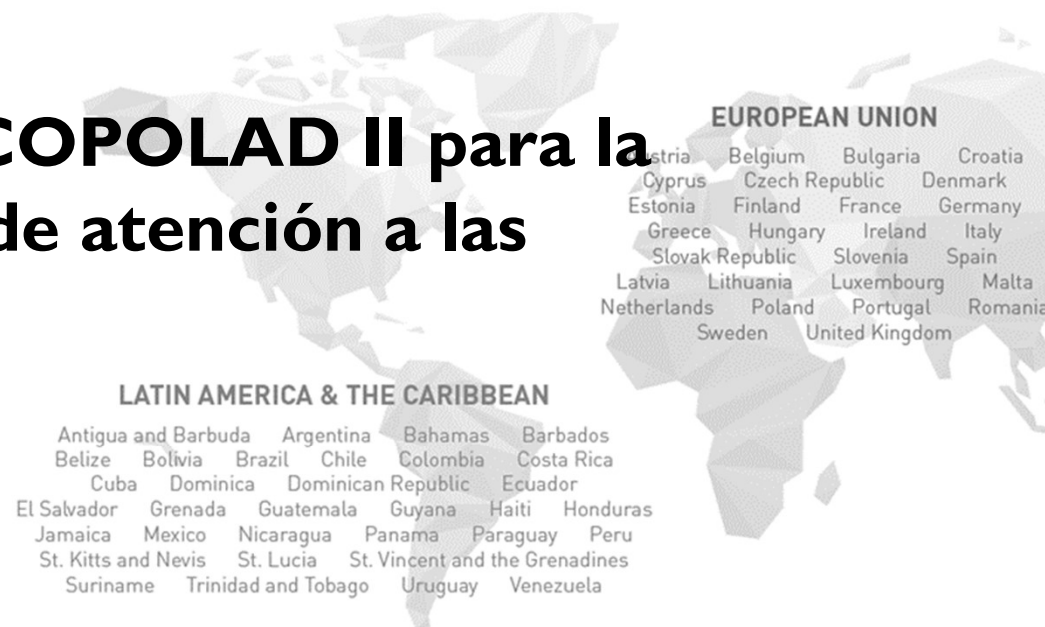 COPOLAD II para la
de atención a las
EUROPEAN UNION
Belgium Bulgaria Croatia
Cyprus Czech Republic Denmark
Estonia Finland France Germany
Greece Hungary Ireland Italy
Slovak Republic Slovenia Spain
Latvia Lithuania Luxembourg Malta
Netherlands Poland Portugal Romania
Sweden United Kingdom
LATIN AMERICA & THE CARIBBEAN
Antigua and Barbuda Argentina Bahamas Barbados
Belize Bolivia Brazil Chile Colombia Costa Rica
Cuba Dominica Dominican Republic Ecuador
El Salvador Grenada Guatemala Guyana Haiti Honduras
Jamaica Mexico Nicaragua Panama Paraguay Peru
St. Kitts and Nevis St. Lucia St. Vincent and the Grenadines
Suriname Trinidad and Tobago Uruguay Venezuela